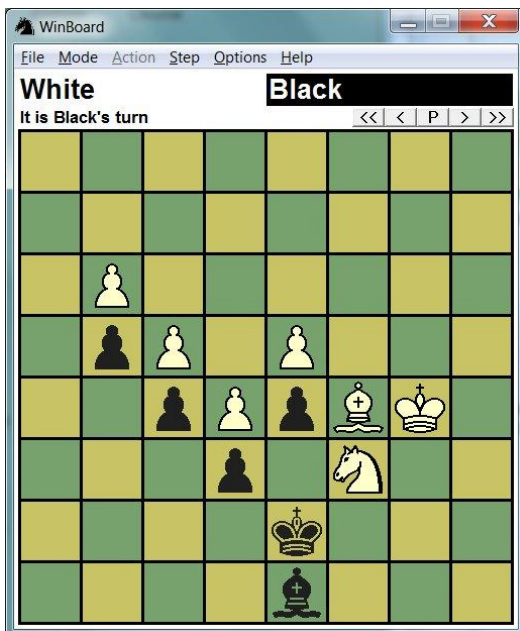 WinBoard
File Mode Action Step Options Help
White Black
It is Black's turn << < P > >>